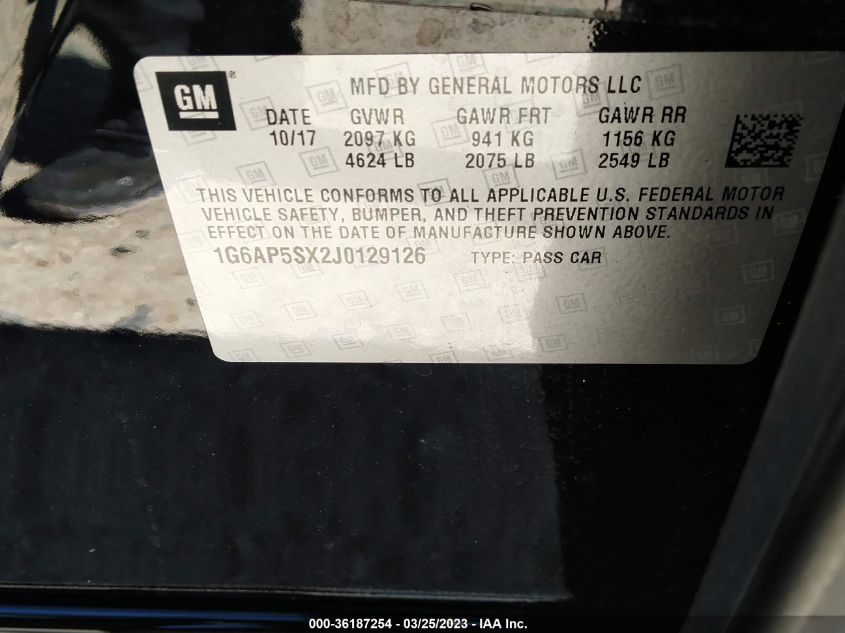 GM ® MFD BY GENERAL MOTORS LLC
DATE GVWR GAWR FRT GAWR RR
10/17 2097 KG 941 KG 1156 KG
4624 LB 2075 LB 2549 LB
THIS VEHICLE CONFORMS TO ALL APPLICABLE U.S. FEDERAL MOTOR
VEHICLE SAFETY, BUMPER, AND THEFT PREVENTION STANDARDS IN
EFFECT ON THE DATE OF MANUFACTURE SHOWN ABOVE.
1G6AP5SX2J0129126 TYPE: PASS CAR
000-36187254 - 03/25/2023 - IAA Inc.